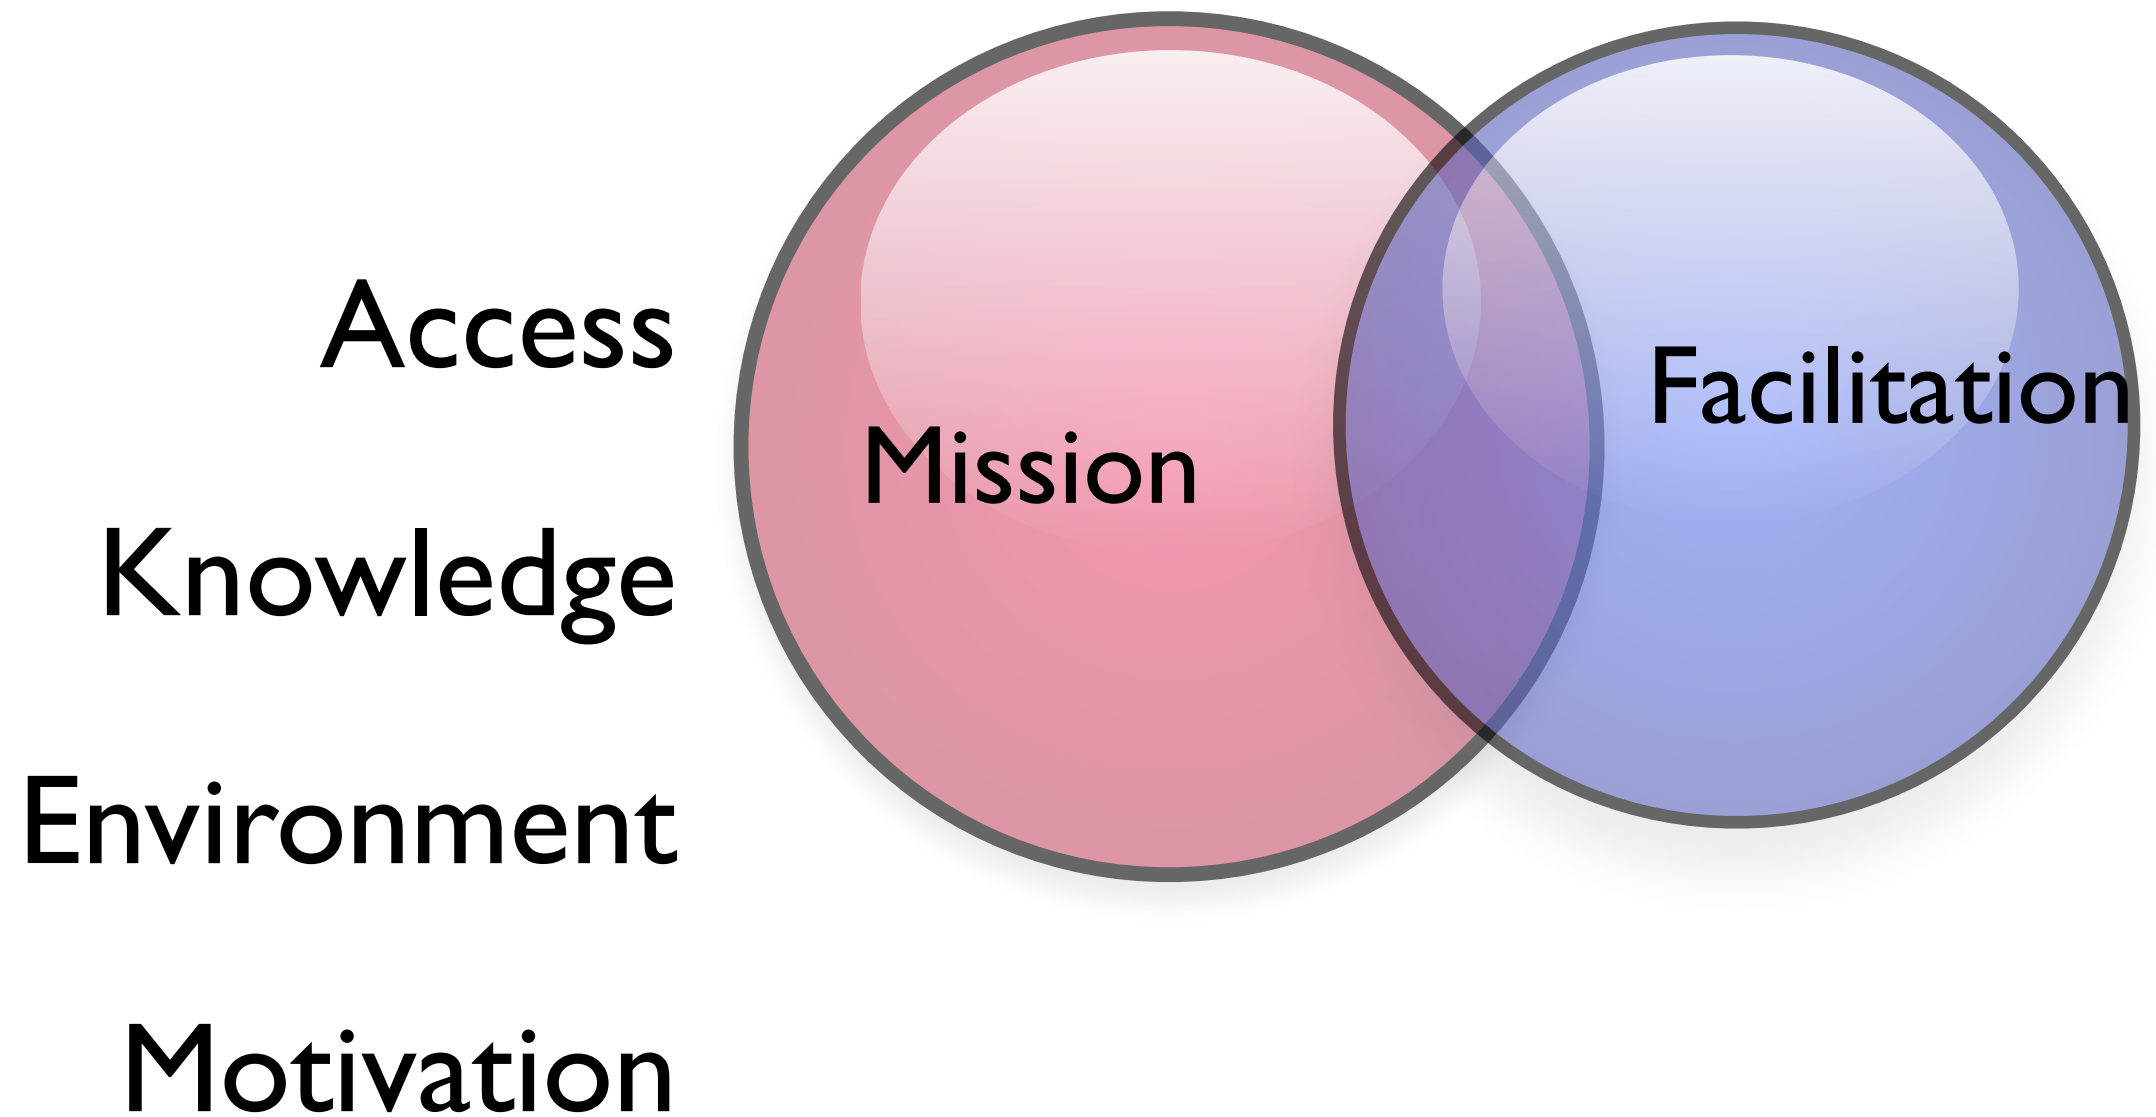 Access
Knowledge
Environment
Motivation
Mission
Facilitation